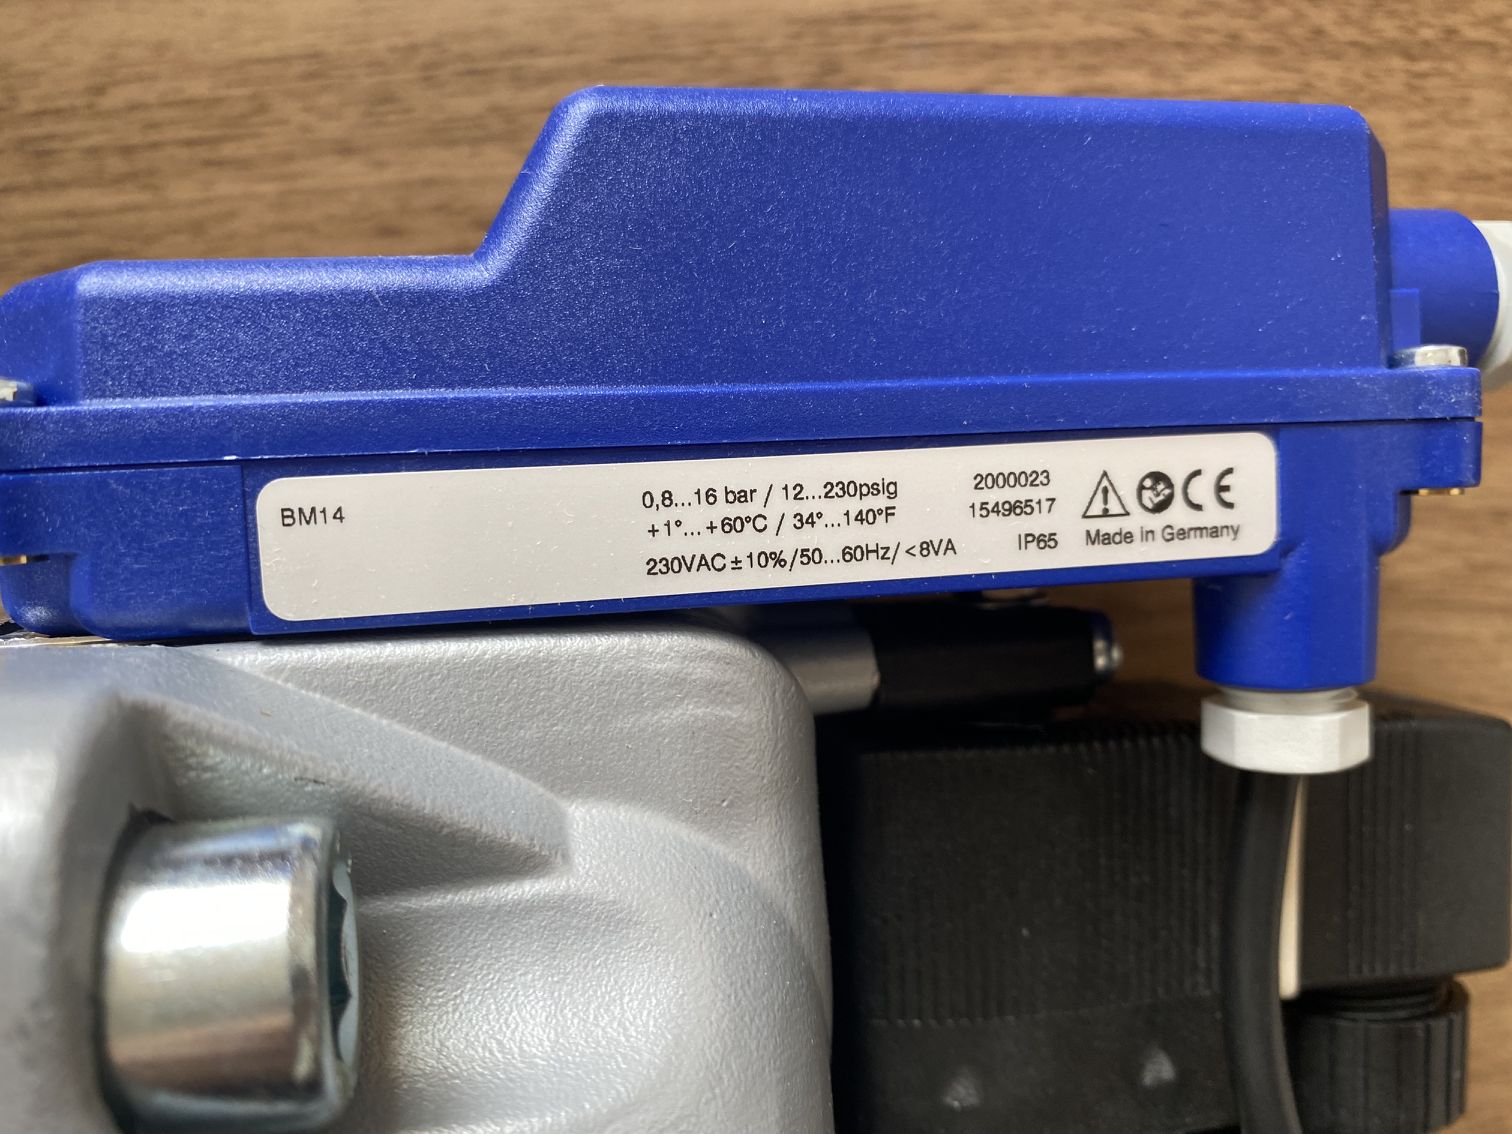 BM14
0,8...16 bar / 12...230psig
+1°...+60°C / 34°...140°F
230VAC±10%/50...60Hz/<8VA
2000023
15496517
IP65
CE
Made in Germany